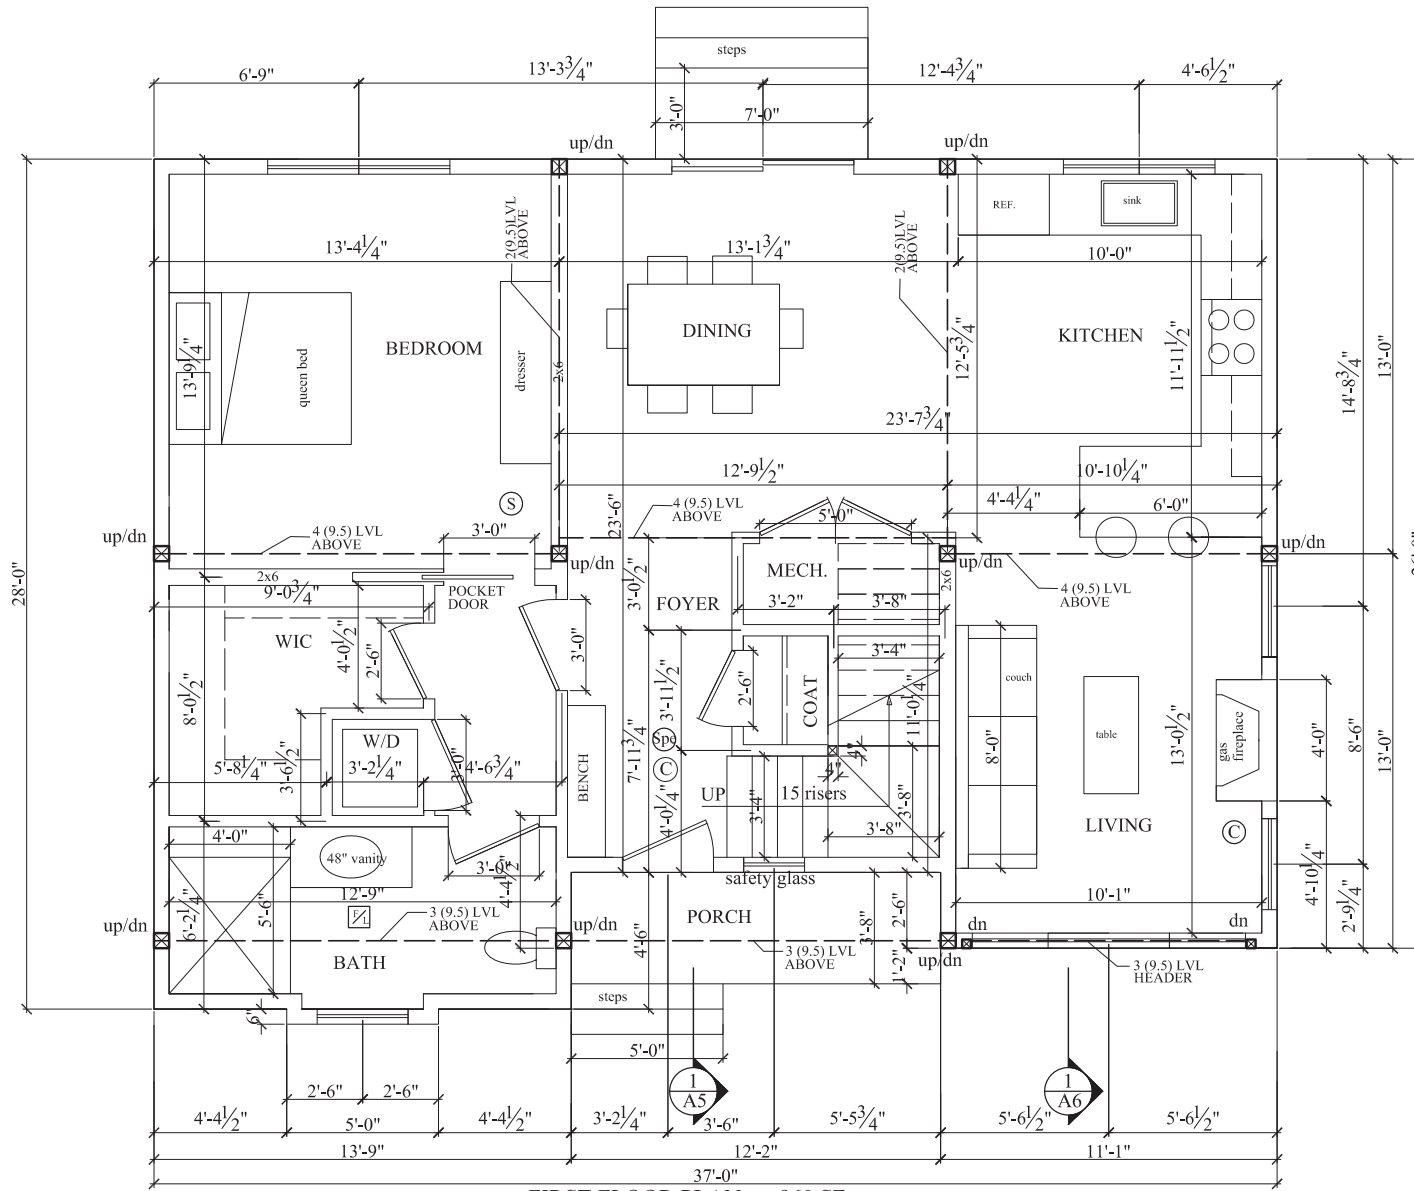 steps
6'-9"
13'-3 3/4"
12'-4 3/4"
4'-6 1/2"
3'-0"
7'-0"
up/dn
up/dn
REF.
sink
2(9.5)LVL
ABOVE
2(9.5)LVL
ABOVE
13'-4 1/4"
13'-1 3/4"
10'-0"
DINING
KITCHEN
BEDROOM
queen bed
dresser
13'-9 1/4"
2x6
12'-5 3/4"
11'-11 1/2"
14'-8 3/4"
13'-0"
23'-7 3/4"
12'-9 1/2"
10'-10 1/4"
4'-4 1/4"
6'-0"
S
23'-6"
4 (9.5) LVL
ABOVE
5'-0"
4 (9.5) LVL
ABOVE
3'-0"
up/dn
up/dn
up/dn
up/dn
28'-0"
2x6
9'-0 3/4"
POCKET
DOOR
MECH.
2x6
4 (9.5) LVL
ABOVE
3'-0 1/2"
FOYER
3'-2"
3'-8"
WIC
4'-0 1/2"
2'-6"
3'-0"
3'-4"
8'-0 1/2"
2'-6"
COAT
couch
table
3'-11 1/2"
11'-0 1/4"
13'-0 1/2"
gas
fireplace
4'-0"
8'-6"
13'-0"
W/D
Spe
7'-11 3/4"
4"
8'-0"
5'-8 1/4"
3'-2 1/4"
3'-0"
4'-6 3/4"
C
4"
3'-6 1/2"
BENCH
UP
15 risers
3'-4"
3'-8"
4'-0 1/4"
LIVING
C
4'-0"
3'-8"
48" vanity
3'-0"
4'-4 1/2"
safety glass
12'-9"
10'-1"
4'-10 1/4"
2'-9 1/4"
6'-2 1/4"
5'-6"
F/L
3 (9.5) LVL
ABOVE
PORCH
3'-8"
2'-6"
dn
dn
up/dn
up/dn
4'-6"
3 (9.5) LVL
ABOVE
1'-2"
up/dn
3 (9.5) LVL
HEADER
BATH
steps
6"
5'-0"
2'-6"
2'-6"
1
A5
1
A6
4'-4 1/2"
5'-0"
4'-4 1/2"
3'-2 1/4"
3'-6"
5'-5 3/4"
5'-6 1/2"
5'-6 1/2"
13'-9"
12'-2"
11'-1"
37'-0"